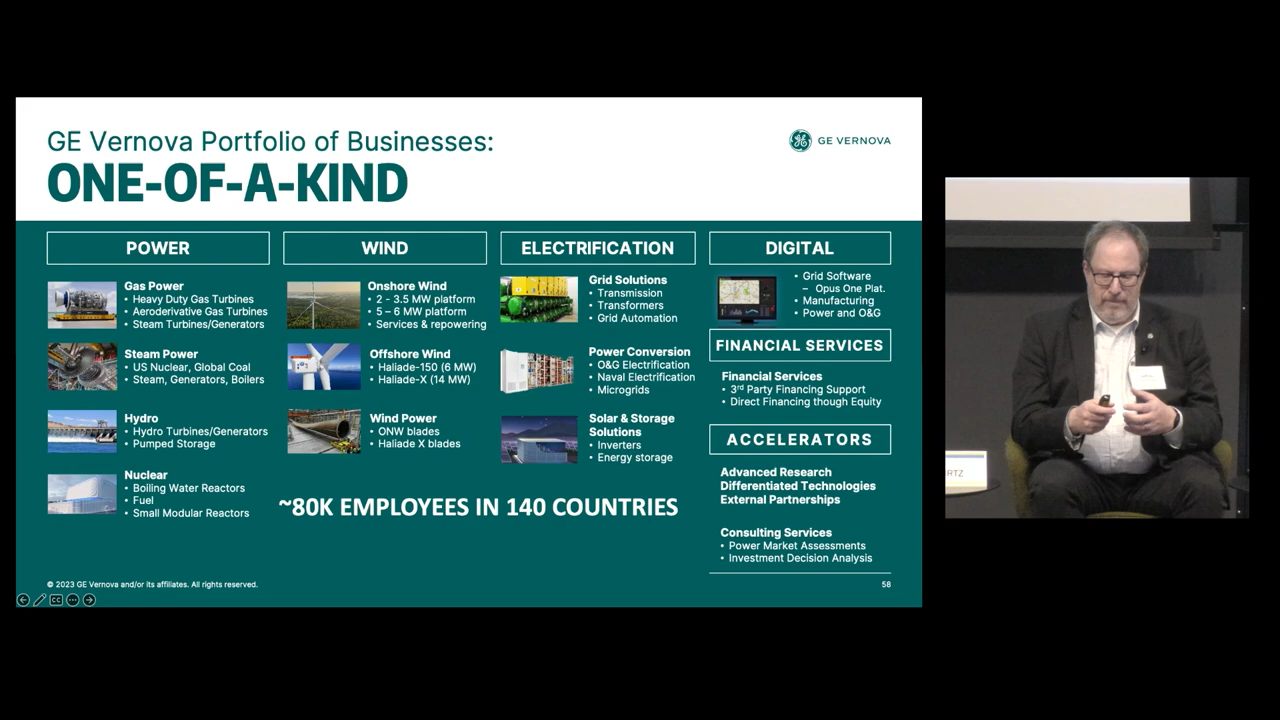 GE Vernova Portfolio of Businesses:
ONE-OF-A-KIND
GE VERNOVA
POWER
Gas Power
• Heavy Duty Gas Turbines
• Aeroderivative Gas Turbines
• Steam Turbines/Generators
Steam Power
• US Nuclear, Global Coal
• Steam, Generators, Boilers
Hydro
• Hydro Turbines/Generators
• Pumped Storage
Nuclear
• Boiling Water Reactors
• Fuel
• Small Modular Reactors
WIND
Onshore Wind
• 2 - 3.5 MW platform
• 5 – 6 MW platform
• Services & repowering
Offshore Wind
• Haliade-150 (6 MW)
• Haliade-X (14 MW)
Wind Power
• ONW blades
• Haliade X blades
ELECTRIFICATION
Grid Solutions
• Transmission
• Transformers
• Grid Automation
Power Conversion
• O&G Electrification
• Naval Electrification
• Microgrids
Solar & Storage
Solutions
• Inverters
• Energy storage
DIGITAL
• Grid Software
– Opus One Plat.
• Manufacturing
• Power and O&G
FINANCIAL SERVICES
Financial Services
• 3rd Party Financing Support
• Direct Financing though Equity
ACCELERATORS
Advanced Research
Differentiated Technologies
External Partnerships
Consulting Services
• Power Market Assessments
• Investment Decision Analysis
~80K EMPLOYEES IN 140 COUNTRIES
© 2023 GE Vernova and/or its affiliates. All rights reserved.
58
CC
RTZ